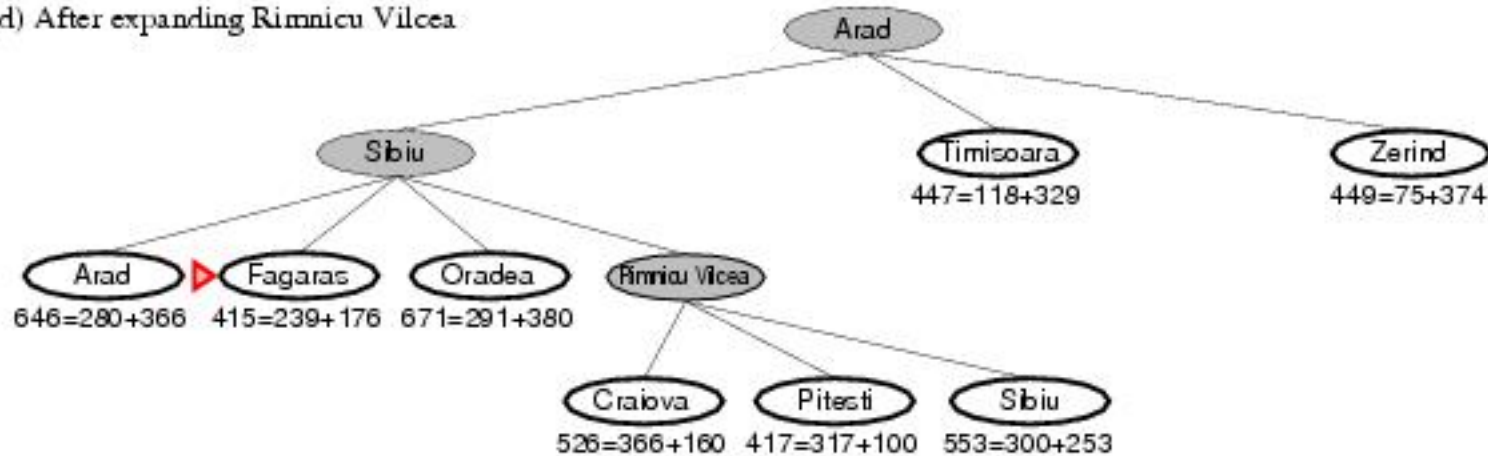 d) After expanding Rimnicu Vilcea
Arad
Sibiu
Timisoara
447=118+329
Zerind
449=75+374
Arad
646=280+366
Fagaras
415=239+176
Oradea
671=291+380
Rimnicu Vilcea
Craiova
526=366+160
Pitesti
417=317+100
Sibiu
553=300+253